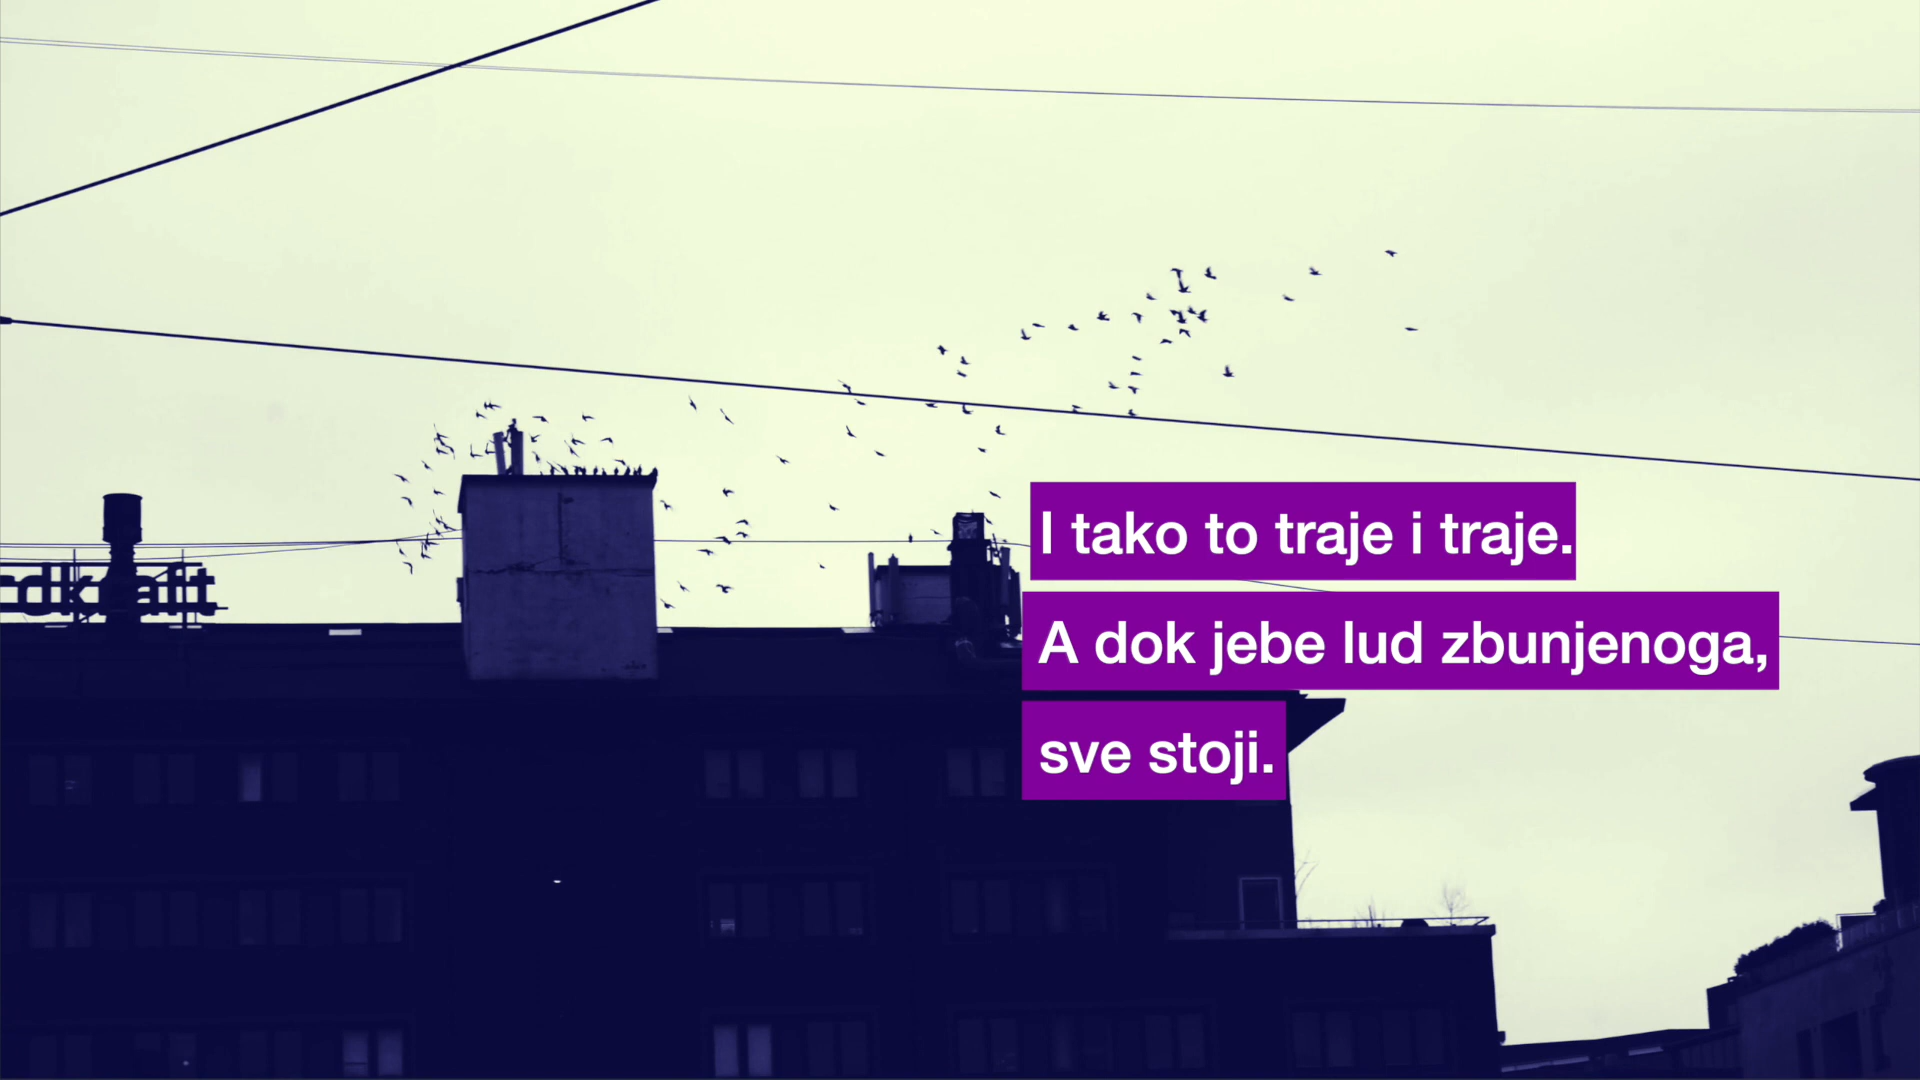 I tako to traje i traje.
A dok jebe lud zbunjenoga,
sve stoji.